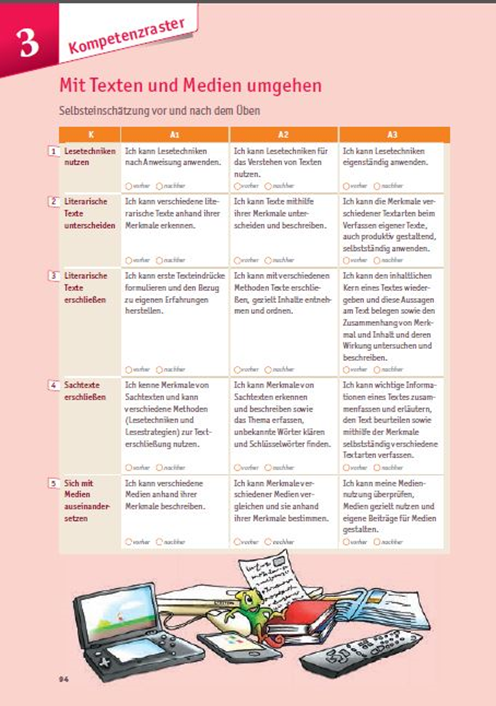 3
Kompetenzraster
Mit Texten und Medien umgehen
Selbsteinschätzung vor und nach dem Üben
K A1 A2 A3
1 Lesetechniken
nutzen
Ich kann Lesetechniken
nach Anweisung anwenden.
vorher nachher
Ich kann Lesetechniken für
das Verstehen von Texten
nutzen.
vorher nachher
Ich kann Lesetechniken
eigenständig anwenden.
vorher nachher
2 Literarische
Texte
unterscheiden
Ich kann verschiedene lite-
rarische Texte anhand ihrer
Merkmale erkennen.
vorher nachher
Ich kann Texte mithilfe
ihrer Merkmale unter-
scheiden und beschreiben.
vorher nachher
Ich kann die Merkmale ver-
schiedener Textarten beim
Verfassen eigener Texte,
auch produktiv gestaltend,
selbstständig anwenden.
vorher nachher
3 Literarische
Texte
erschließen
Ich kann erste Texteindrücke
formulieren und den Bezug
zu eigenen Erfahrungen
herstellen.
vorher nachher
Ich kann mit verschiedenen
Methoden Texte erschlie-
ßen, gezielt Inhalte entneh-
men und ordnen.
vorher nachher
Ich kann den inhaltlichen
Kern eines Textes wieder-
geben und diese Aussagen
am Text belegen sowie den
Zusammenhang von Merk-
mal und Inhalt und deren
Wirkung untersuchen und
beschreiben.
vorher nachher
4 Sachtexte
erschließen
Ich kenne Merkmale von
Sachtexten und kann
verschiedene Methoden
(Lesetechniken und
Lesestrategien) zur Text-
erschließung nutzen.
vorher nachher
Ich kann Merkmale von
Sachtexten erkennen
und beschreiben sowie
das Thema erfassen,
unbekannte Wörter klären
und Schlüsselwörter finden.
vorher nachher
Ich kann wichtige Informa-
tionen eines Textes zusam-
menfassen und erläutern,
den Text beurteilen sowie
mithilfe der Merkmale
selbstständig verschiedene
Textarten verfassen.
vorher nachher
5 Sich mit
Medien
auseinander-
setzen
Ich kann verschiedene
Medien anhand ihrer
Merkmale beschreiben.
vorher nachher
Ich kann Merkmale ver-
schiedener Medien ver-
gleichen und sie anhand
ihrer Merkmale bestimmen.
vorher nachher
Ich kann meine Medien-
nutzung überprüfen,
Medien gezielt nutzen und
eigene Beiträge für Medien
gestalten.
vorher nachher
94